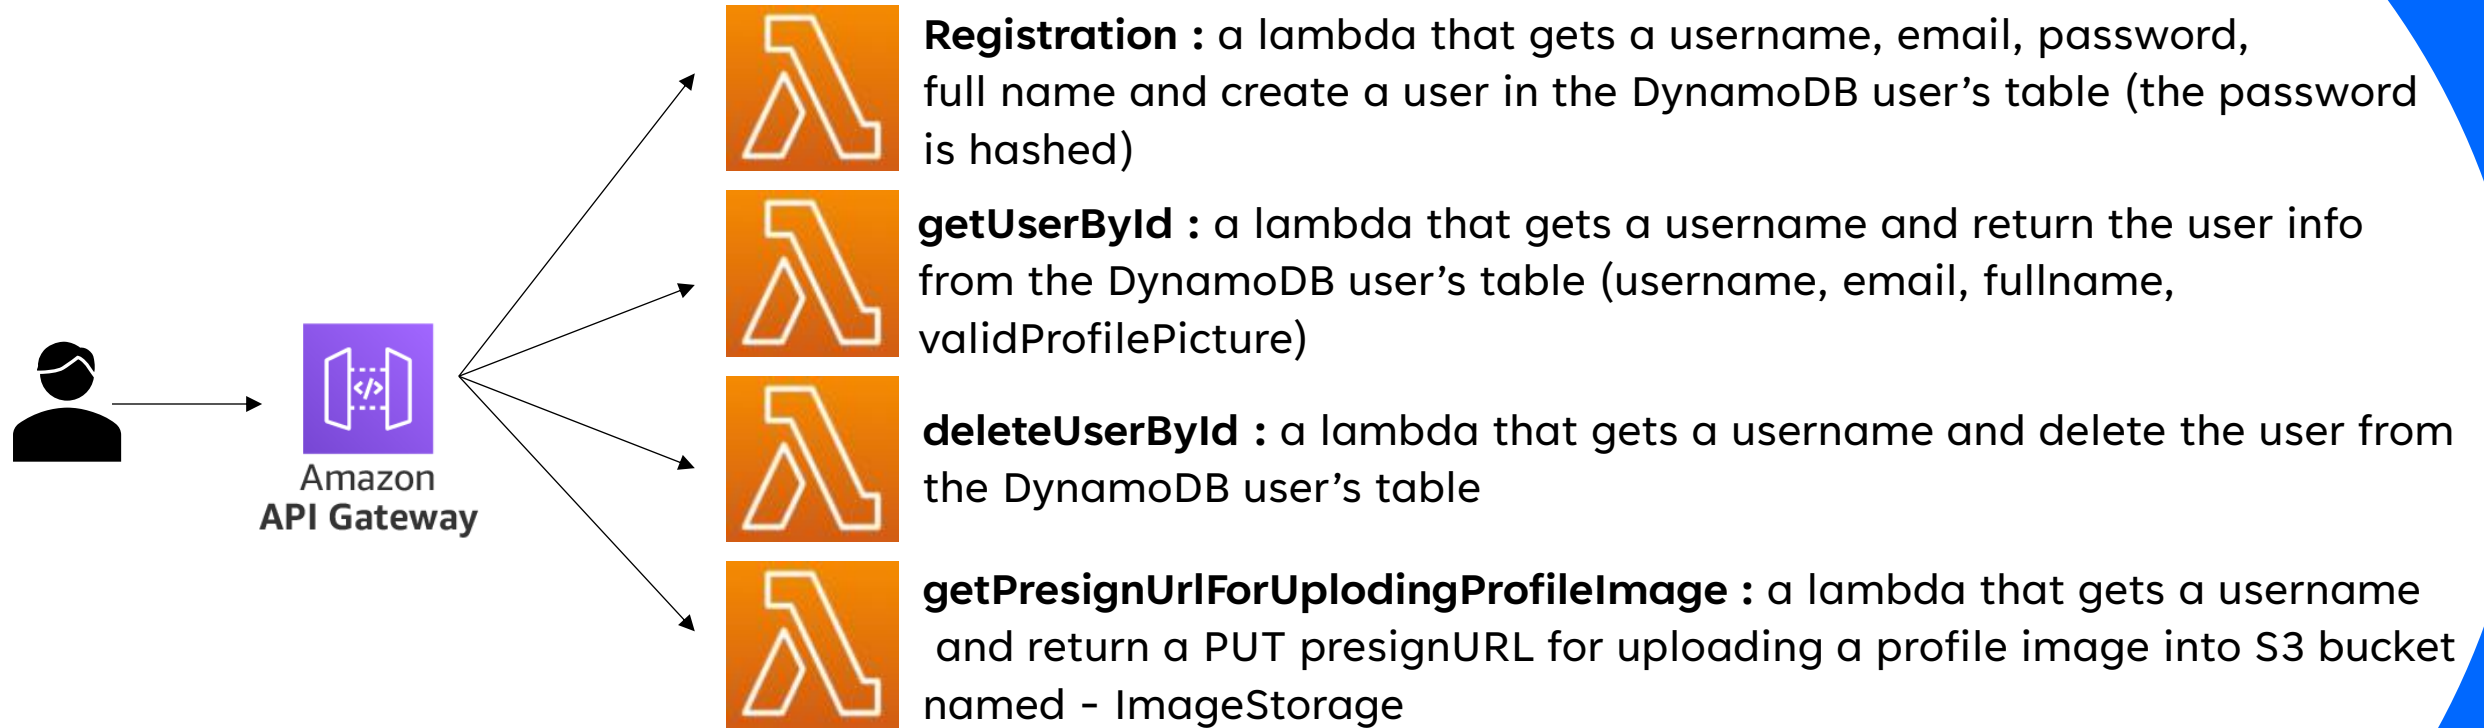 Registration : a lambda that gets a username, email, password,
full name and create a user in the DynamoDB user’s table (the password
is hashed)
getUserById : a lambda that gets a username and return the user info
from the DynamoDB user’s table (username, email, fullname,
validProfilePicture)
</>
Amazon
API Gateway
deleteUserById : a lambda that gets a username and delete the user from
the DynamoDB user’s table
getPresignUrlForUplodingProfileImage : a lambda that gets a username
and return a PUT presignURL for uploading a profile image into S3 bucket
named - ImageStorage